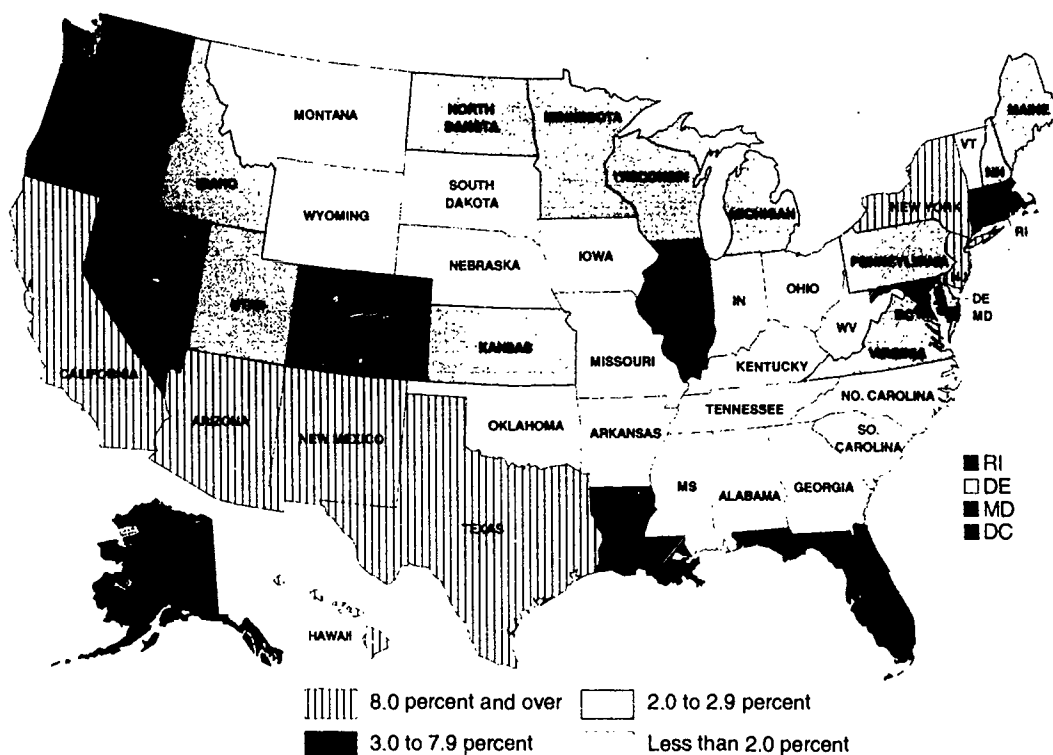 MONTANA
NORTH
DAKOTA
MINNESOTA
MAINE
VT
NH
IDAHO
SOUTH
DAKOTA
WISCONSIN
MICHIGAN
NEW YORK
WYOMING
RI
NEBRASKA
IOWA
PENNSYLVANIA
OHIO
IN
DE
UTAH
MD
WV
KANSAS
MISSOURI
VIRGINIA
KENTUCKY
CALIFORNIA
NO. CAROLINA
TENNESSEE
ARIZONA
NEW MEXICO
OKLAHOMA
ARKANSAS
SO.
CAROLINA
RI
DE
MD
DC
MS
ALABAMA
GEORGIA
TEXAS
HAWAII
8.0 percent and over
2.0 to 2.9 percent
3.0 to 7.9 percent
Less than 2.0 percent